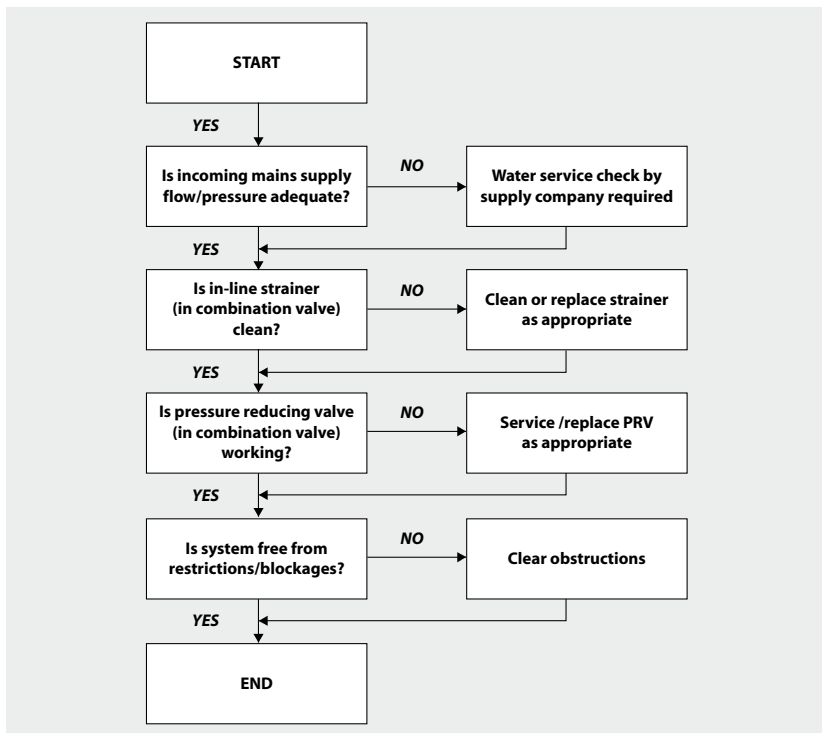 START
YES
Is incoming mains supply
flow/pressure adequate?
NO
Water service check by
supply company required
YES
Is in-line strainer
(in combination valve)
clean?
NO
Clean or replace strainer
as appropriate
YES
Is pressure reducing valve
(in combination valve)
working?
NO
Service /replace PRV
as appropriate
YES
Is system free from
restrictions/blockages?
NO
Clear obstructions
YES
END